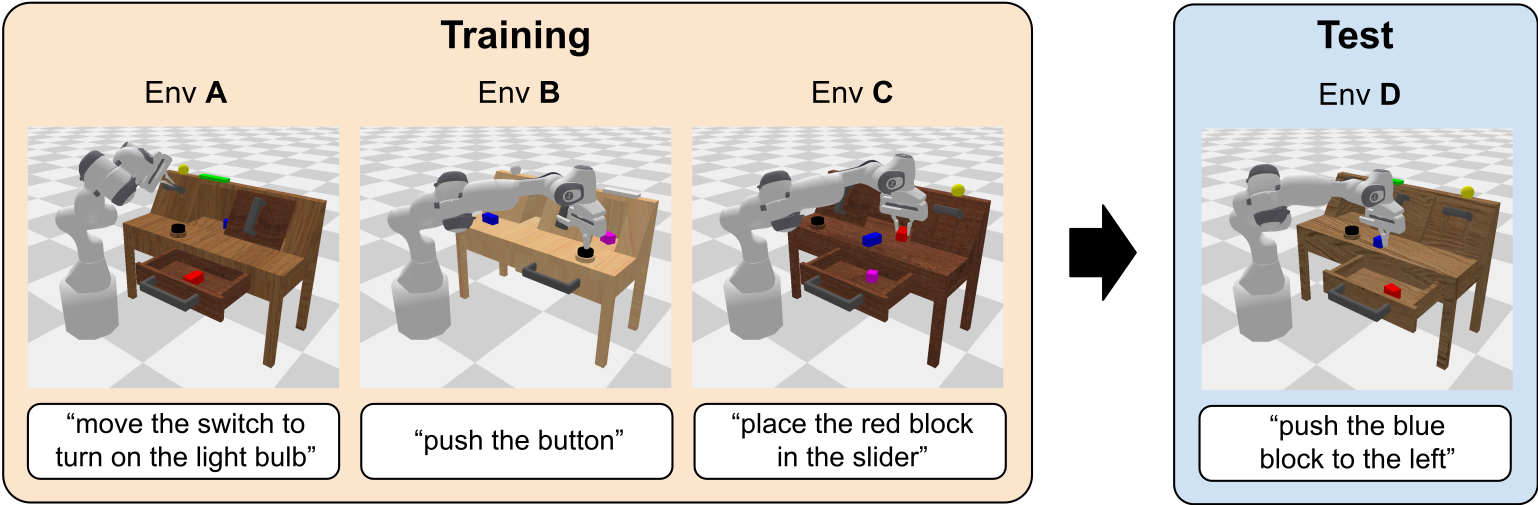 Training
Env A
Env B
Env C
“move the switch to
turn on the light bulb”
“push the button”
“place the red block
in the slider”
Test
Env D
“push the blue
block to the left”